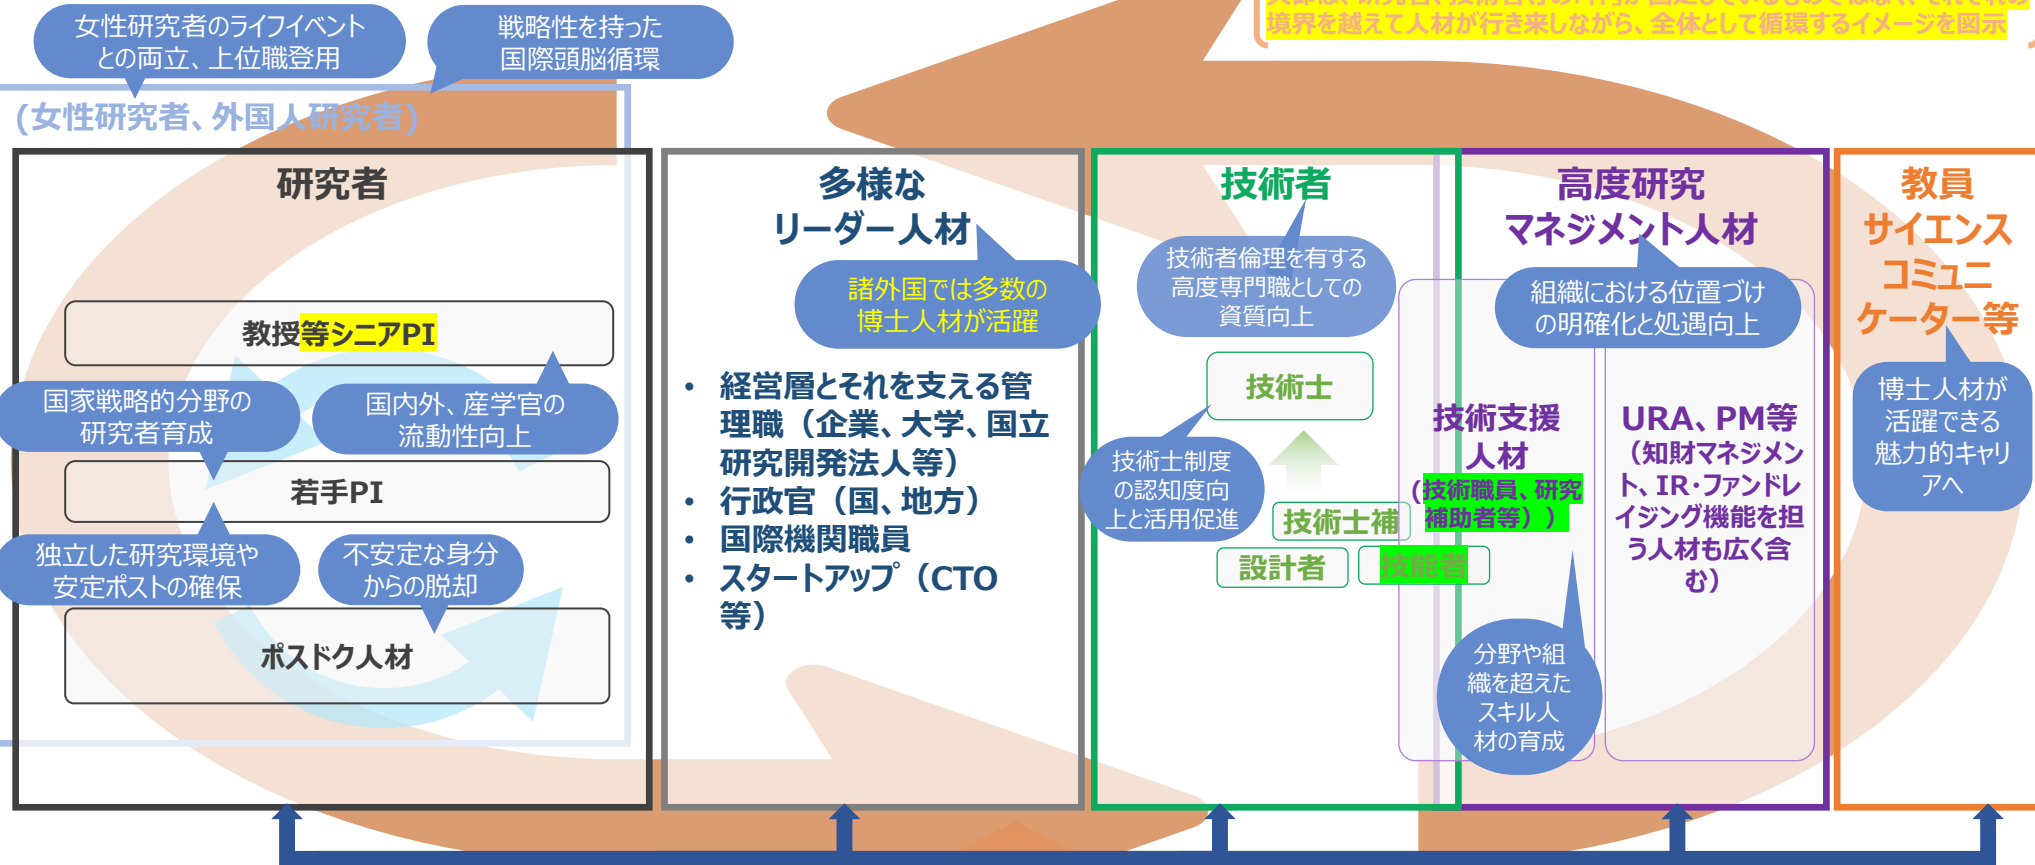 女性研究者のライフイベント
との両立、上位職登用
戦略性を持った
国際頭脳循環
境界を越えて人材が行き来しながら、全体として循環するイメージを図示
(女性研究者、外国人研究者)
研究者
教授等シニアPI
国家戦略的分野の
研究者育成
国内外、産学官の
流動性向上
若手PI
独立した研究環境や
安定ポストの確保
不安定な身分
からの脱却
ポスドク人材
多様な
リーダー人材
諸外国では多数の
博士人材が活躍
• 経営層とそれを支える管
理職（企業、大学、国立
研究開発法人等）
• 行政官（国、地方）
• 国際機関職員
• スタートアップ（CTO
等）
技術者
技術者倫理を有する
高度専門職としての
資質向上
技術士
技術士制度
の認知度向
上と活用促進
技術士補
設計者
技能者
高度研究
マネジメント人材
組織における位置づけ
の明確化と処遇向上
技術支援
人材
(技術職員、研究
補助者等））
分野や組
織を超えた
スキル人
材の育成
URA、PM等
（知財マネジメン
ト、IR・ファンドレ
イジング機能を担
う人材も広く含
む）
教員
サイエンス
コミュニ
ケーター等
博士人材が
活躍できる
魅力的キャリ
アへ